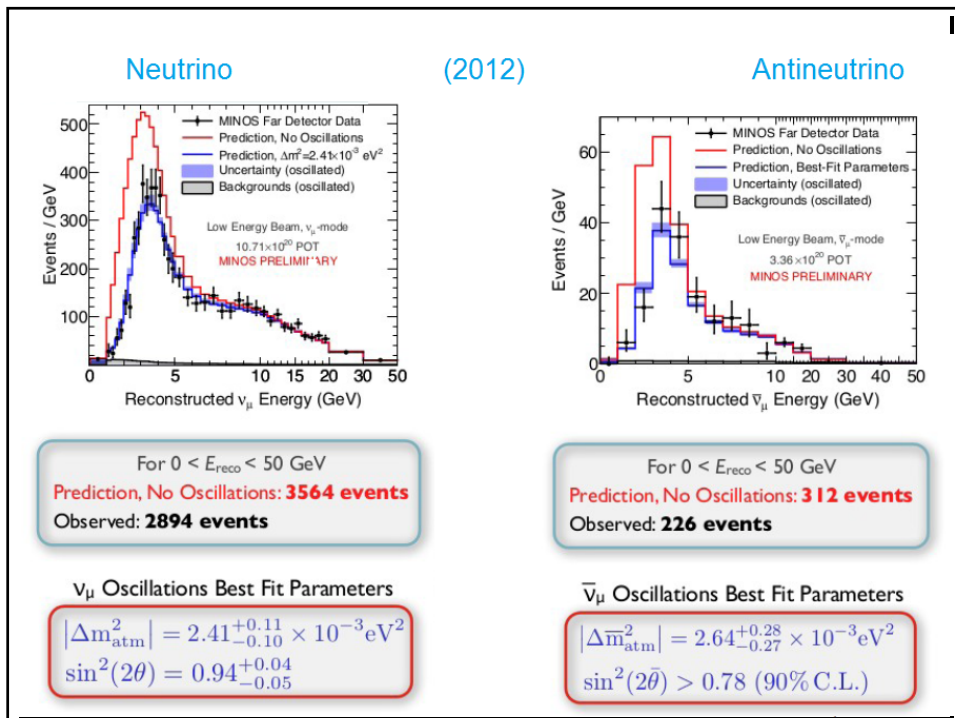 Neutrino (2012) Antineutrino
Events / GeV
500
400
300
200
100
MINOS Far Detector Data
Prediction, No Oscillations
Prediction, Δm²=2.41×10⁻³ eV²
Uncertainty (oscillated)
Backgrounds (oscillated)
Low Energy Beam, νμ-mode
10.71×10²⁰ POT
MINOS PRELIMINARY
0 5 10 15 20 30 50
Reconstructed νμ Energy (GeV)
Events / GeV
60
40
20
0
MINOS Far Detector Data
Prediction, No Oscillations
Prediction, Best-Fit Parameters
Uncertainty (oscillated)
Backgrounds (oscillated)
Low Energy Beam, ν̄μ-mode
3.36×10²⁰ POT
MINOS PRELIMINARY
0 5 10 20 30 40 50
Reconstructed ν̄μ Energy (GeV)
For 0 < E_reco < 50 GeV
Prediction, No Oscillations: 3564 events
Observed: 2894 events
νμ Oscillations Best Fit Parameters
|Δm²_atm| = 2.41 +0.11 −0.10 × 10⁻³eV²
sin²(2θ) = 0.94 +0.04 −0.05
For 0 < E_reco < 50 GeV
Prediction, No Oscillations: 312 events
Observed: 226 events
ν̄μ Oscillations Best Fit Parameters
|Δm̄²_atm| = 2.64 +0.28 −0.27 × 10⁻³eV²
sin²(2θ̄) > 0.78 (90% C.L.)